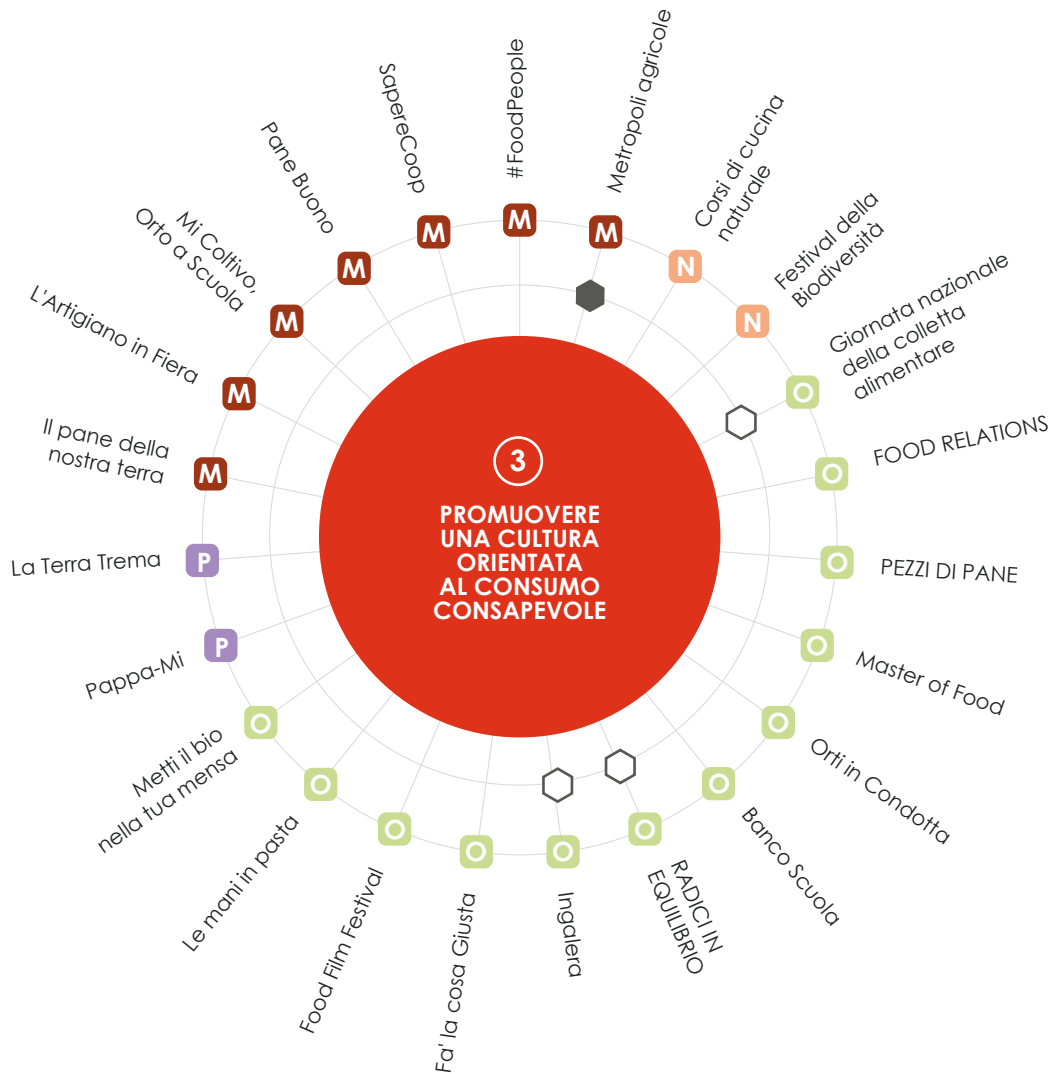 #FoodPeople
M
Metropoli agricole
M
Corsi di cucina
naturale
N
Festival della
Biodiversità
N
Giornata nazionale
della colletta
alimentare
O
FOOD RELATIONS
O
PEZZI DI PANE
O
Master of Food
O
Orti in Condotta
O
Banco Scuola
O
RADICI IN
EQUILIBRIO
O
Ingalera
O
Fa' la cosa Giusta
O
Food Film Festival
O
Le mani in pasta
O
Metti il bio
nella tua mensa
O
Pappa-Mi
P
La Terra Trema
P
Il pane della
nostra terra
M
L'Artigiano in Fiera
M
Mi Coltivo,
Orto a Scuola
M
Pane Buono
M
SapereCoop
M
3
PROMUOVERE
UNA CULTURA
ORIENTATA
AL CONSUMO
CONSAPEVOLE